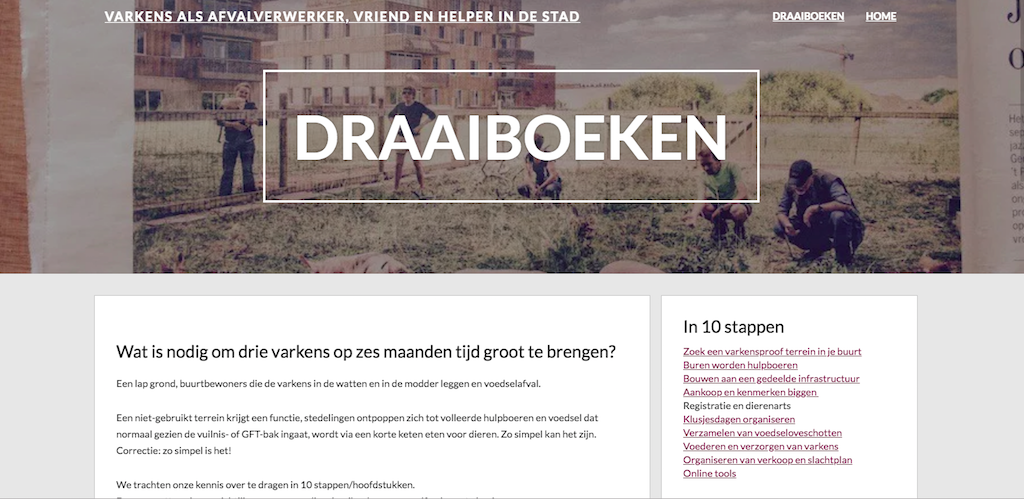 VARKENS ALS AFVALVERWERKER, VRIEND EN HELPER IN DE STAD
DRAAIBOEKEN HOME
DRAAIBOEKEN
Wat is nodig om drie varkens op zes maanden tijd groot te brengen?
Een lap grond, buurtbewoners die de varkens in de watten en in de modder leggen en voedselafval.
Een niet-gebruikt terrein krijgt een functie, stedelingen ontpoppen zich tot volleerde hulpboeren en voedsel dat
normaal gezien de vuilnis- of GFT-bak ingaat, wordt via een korte keten eten voor dieren. Zo simpel kan het zijn.
Correctie: zo simpel is het!
We trachten onze kennis over te dragen in 10 stappen/hoofdstukken.
In 10 stappen
Zoek een varkensproof terrein in je buurt
Buren worden hulpboeren
Bouwen aan een gedeelde infrastructuur
Aankoop en kenmerken biggen
Registratie en dierenarts
Klusjesdagen organiseren
Verzamelen van voedseloveschotten
Voederen en verzorgen van varkens
Organiseren van verkoop en slachtplan
Online tools